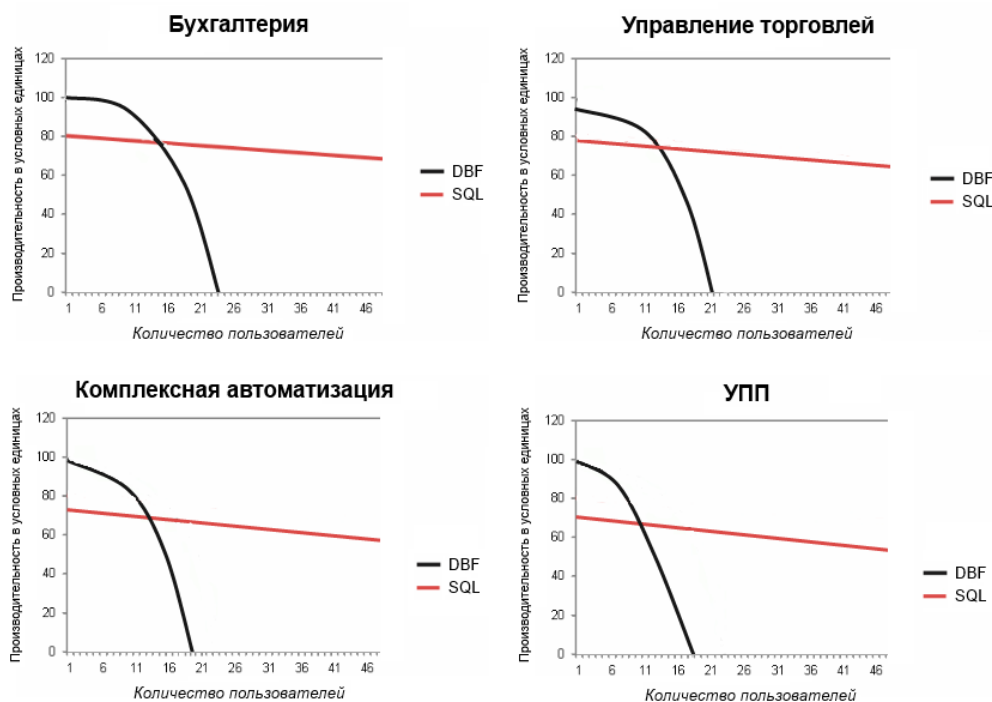 Бухгалтерия
Производительность в условных единицах
120
100
80
60
40
20
0
1 6 11 16 21 26 31 36 41 46
Количество пользователей
DBF
SQL
Управление торговлей
Производительность в условных единицах
120
100
80
60
40
20
0
1 6 11 16 21 26 31 36 41 46
Количество пользователей
DBF
SQL
Комплексная автоматизация
Производительность в условных единицах
120
100
80
60
40
20
0
1 6 11 16 21 26 31 36 41 46
Количество пользователей
DBF
SQL
УПП
Производительность в условных единицах
120
100
80
60
40
20
0
1 6 11 16 21 26 31 36 41 46
Количество пользователей
DBF
SQL